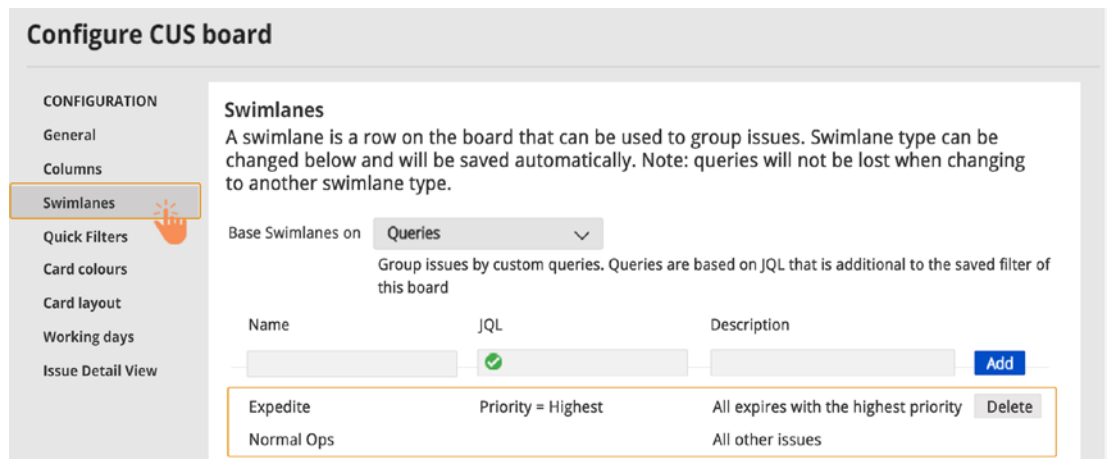 Configure CUS board
CONFIGURATION
General
Columns
Swimlanes
Quick Filters
Card colours
Card layout
Working days
Issue Detail View
Swimlanes
A swimlane is a row on the board that can be used to group issues. Swimlane type can be
changed below and will be saved automatically. Note: queries will not be lost when changing
to another swimlane type.
Base Swimlanes on Queries
Group issues by custom queries. Queries are based on JQL that is additional to the saved filter of
this board
Name JQL Description
Add
Expedite Priority = Highest All expires with the highest priority Delete
Normal Ops All other issues